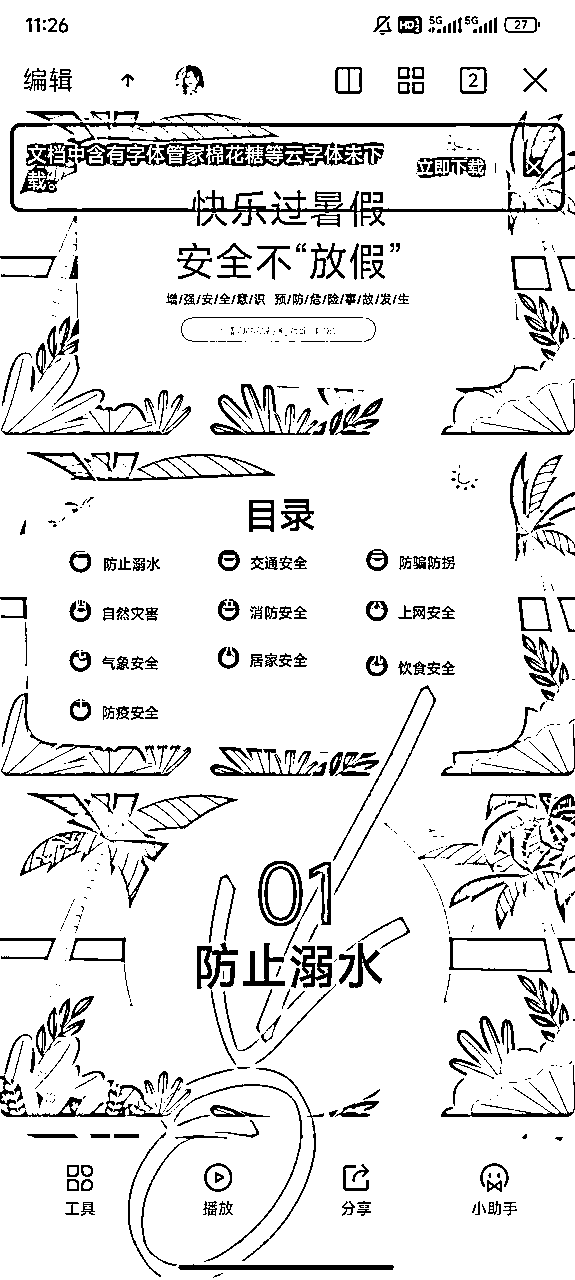 11:26 HD 5G 5G 27
编辑 2
文档中含有字体管家棉花糖等云字体未下载。 立即下载
快乐过暑假
安全不“放假”
增/强/安/全/意/识 预/防/危/险/事/故/发/生
目录
防止溺水 交通安全 防骗防拐
自然灾害 消防安全 上网安全
气象安全 居家安全 饮食安全
防疫安全
01
防止溺水
工具 播放 分享 小助手